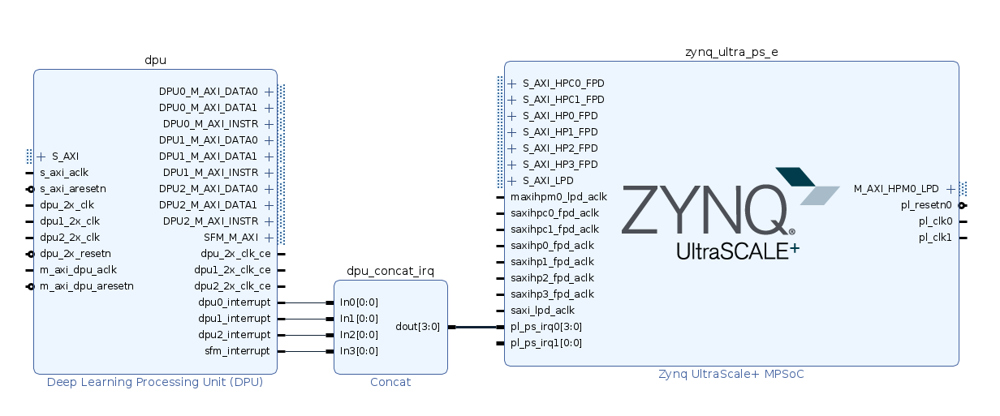 dpu
DPU0_M_AXI_DATA0
DPU0_M_AXI_DATA1
DPU0_M_AXI_INSTR
DPU1_M_AXI_DATA0
DPU1_M_AXI_DATA1
DPU1_M_AXI_INSTR
DPU2_M_AXI_DATA0
DPU2_M_AXI_DATA1
DPU2_M_AXI_INSTR
SFM_M_AXI
dpu_2x_clk_ce
dpu1_2x_clk_ce
dpu2_2x_clk_ce
dpu0_interrupt
dpu1_interrupt
dpu2_interrupt
sfm_interrupt
S_AXI
s_axi_aclk
s_axi_aresetn
dpu_2x_clk
dpu1_2x_clk
dpu2_2x_clk
dpu_2x_resetn
m_axi_dpu_aclk
m_axi_dpu_aresetn
Deep Learning Processing Unit (DPU)
dpu_concat_irq
In0[0:0]
In1[0:0]
In2[0:0]
In3[0:0]
dout[3:0]
Concat
zynq_ultra_ps_e
S_AXI_HPC0_FPD
S_AXI_HPC1_FPD
S_AXI_HP0_FPD
S_AXI_HP1_FPD
S_AXI_HP2_FPD
S_AXI_HP3_FPD
S_AXI_LPD
maxihpm0_lpd_aclk
saxihpc0_fpd_aclk
saxihpc1_fpd_aclk
saxihp0_fpd_aclk
saxihp1_fpd_aclk
saxihp2_fpd_aclk
saxihp3_fpd_aclk
saxi_lpd_aclk
pl_ps_irq0[3:0]
pl_ps_irq1[0:0]
ZYNQ®
UltraSCALE+
M_AXI_HPM0_LPD
pl_resetn0
pl_clk0
pl_clk1
Zynq UltraScale+ MPSoC